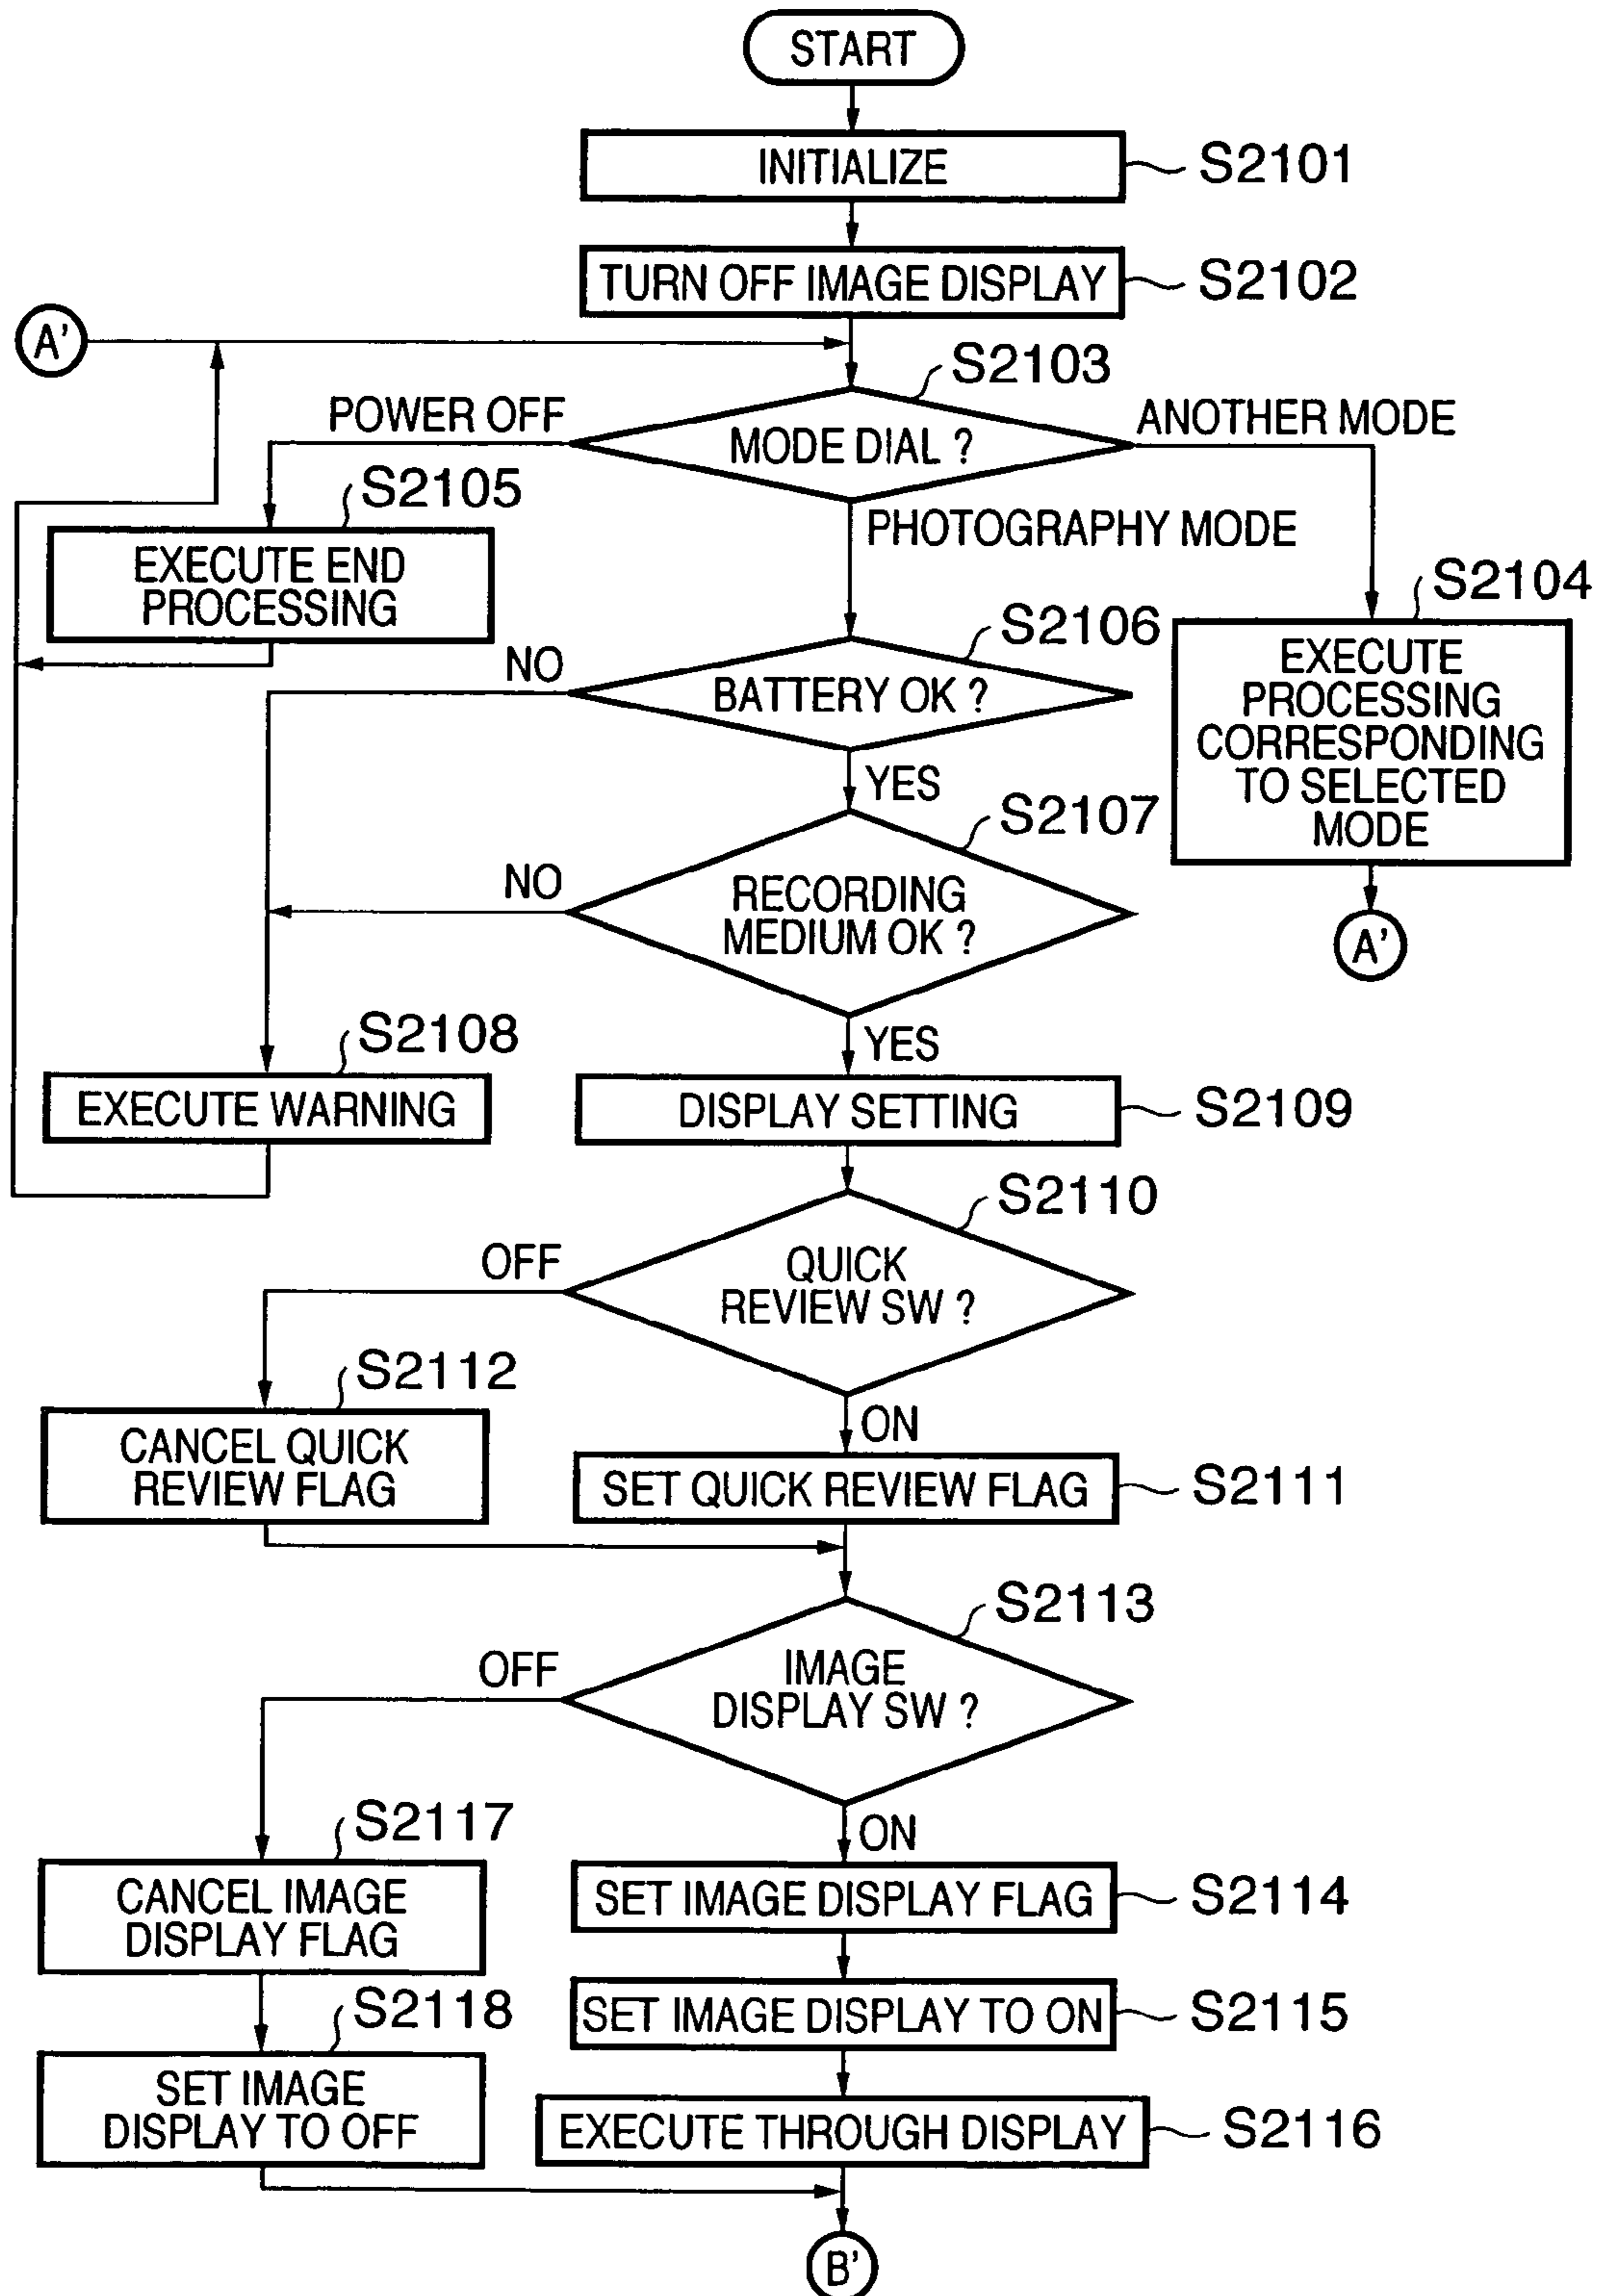 START
INITIALIZE
S2101
TURN OFF IMAGE DISPLAY
S2102
A'
S2103
POWER OFF
MODE DIAL ?
ANOTHER MODE
S2105
PHOTOGRAPHY MODE
EXECUTE END
PROCESSING
S2104
EXECUTE
PROCESSING
CORRESPONDING
TO SELECTED
MODE
A'
S2106
NO
BATTERY OK ?
YES
S2107
NO
RECORDING
MEDIUM OK ?
YES
S2108
EXECUTE WARNING
DISPLAY SETTING
S2109
S2110
OFF
QUICK
REVIEW SW ?
ON
S2112
CANCEL QUICK
REVIEW FLAG
SET QUICK REVIEW FLAG
S2111
S2113
OFF
IMAGE
DISPLAY SW ?
ON
S2117
CANCEL IMAGE
DISPLAY FLAG
SET IMAGE DISPLAY FLAG
S2114
S2118
SET IMAGE
DISPLAY TO OFF
SET IMAGE DISPLAY TO ON
S2115
EXECUTE THROUGH DISPLAY
S2116
B'